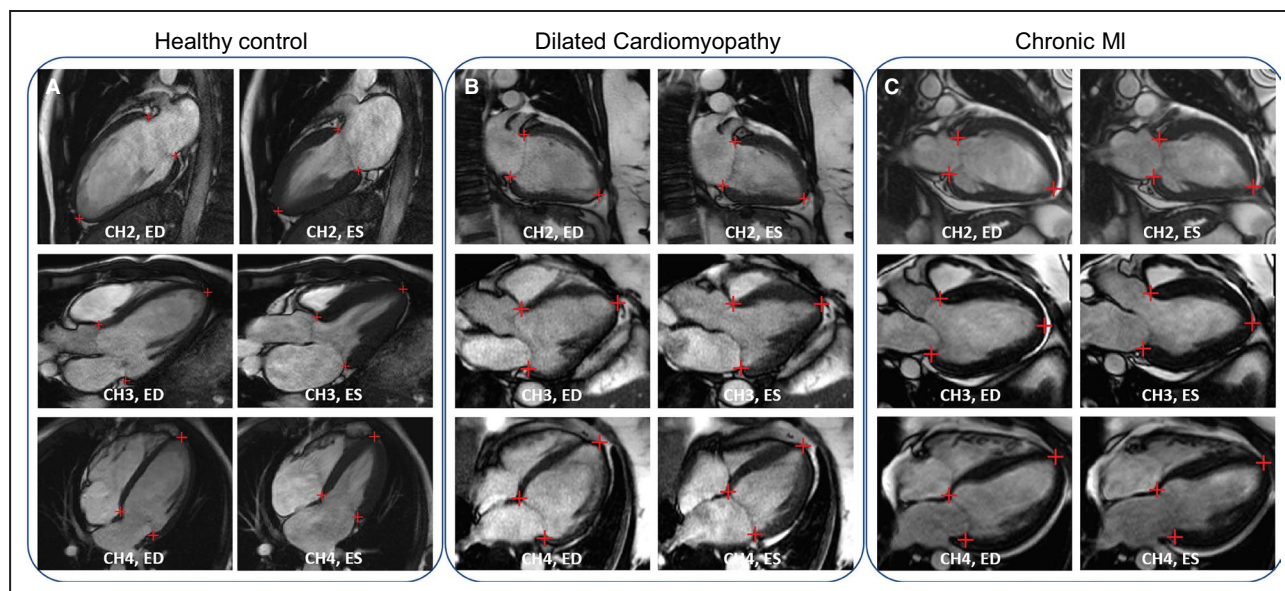 Healthy control Dilated Cardiomyopathy Chronic MI
A B C
CH2, ED CH2, ES CH2, ED CH2, ES CH2, ED CH2, ES
CH3, ED CH3, ES CH3, ED CH3, ES CH3, ED CH3, ES
CH4, ED CH4, ES CH4, ED CH4, ES CH4, ED CH4, ES